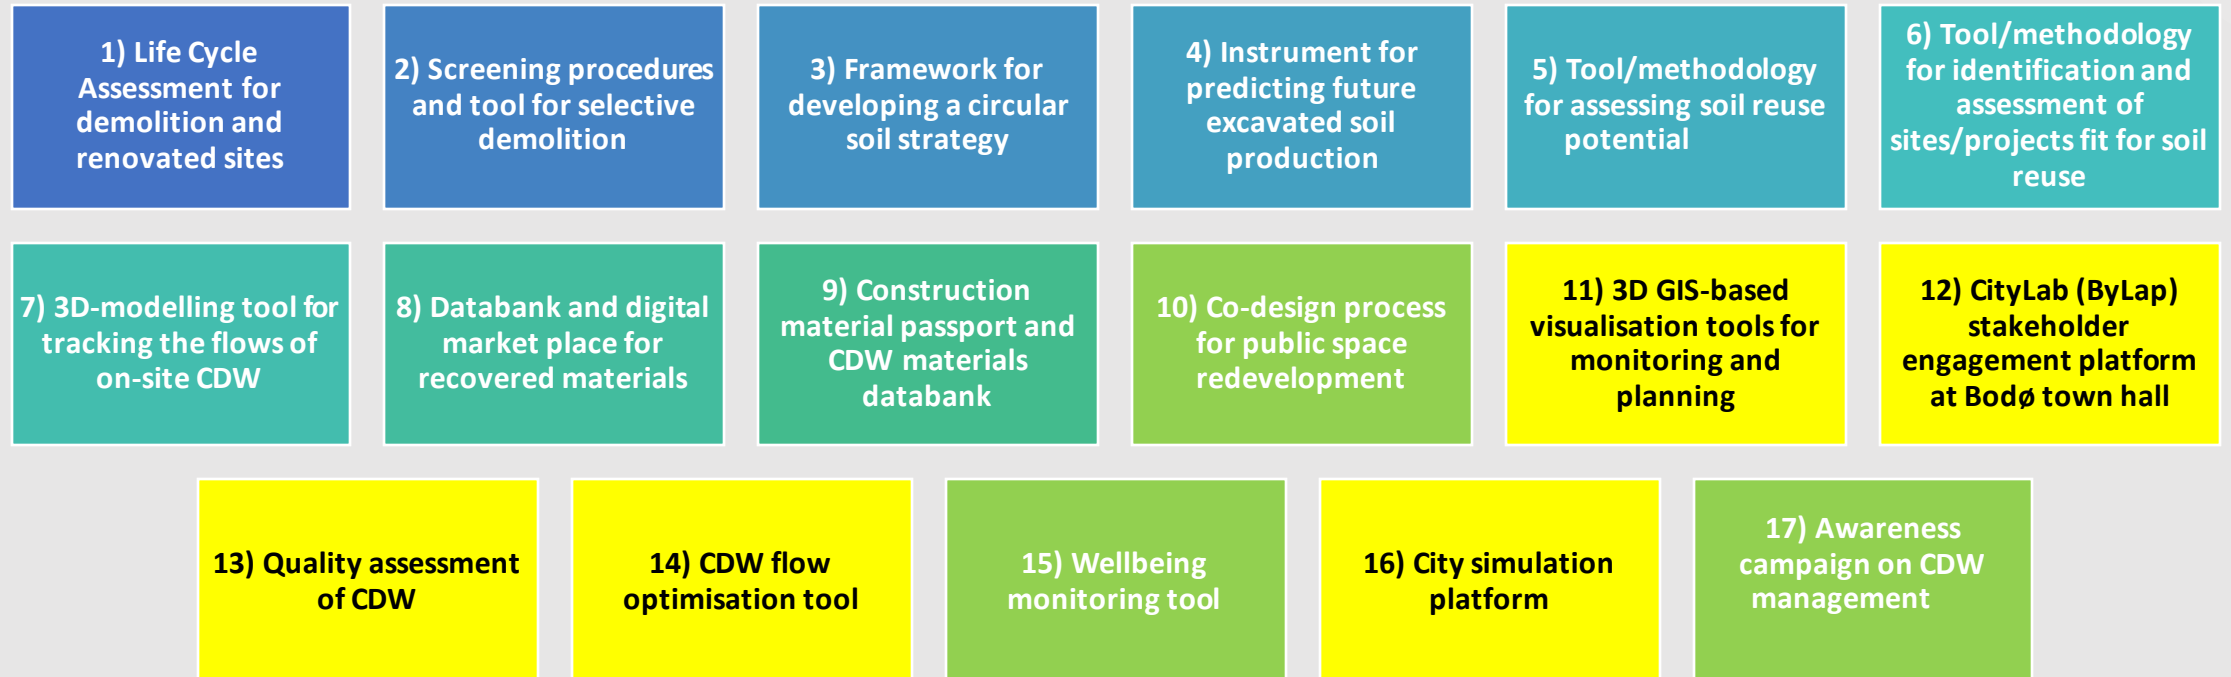 1) Life Cycle
Assessment for
demolition and
renovated sites
2) Screening procedures
and tool for selective
demolition
3) Framework for
developing a circular
soil strategy
4) Instrument for
predicting future
excavated soil
production
5) Tool/methodology
for assessing soil reuse
potential
6) Tool/methodology
for identification and
assessment of
sites/projects fit for soil
reuse
7) 3D-modelling tool for
tracking the flows of
on-site CDW
8) Databank and digital
market place for
recovered materials
9) Construction
material passport and
CDW materials
databank
10) Co-design process
for public space
redevelopment
11) 3D GIS-based
visualisation tools for
monitoring and
planning
12) CityLab (ByLap)
stakeholder
engagement platform
at Bodø town hall
13) Quality assessment
of CDW
14) CDW flow
optimisation tool
15) Wellbeing
monitoring tool
16) City simulation
platform
17) Awareness
campaign on CDW
management